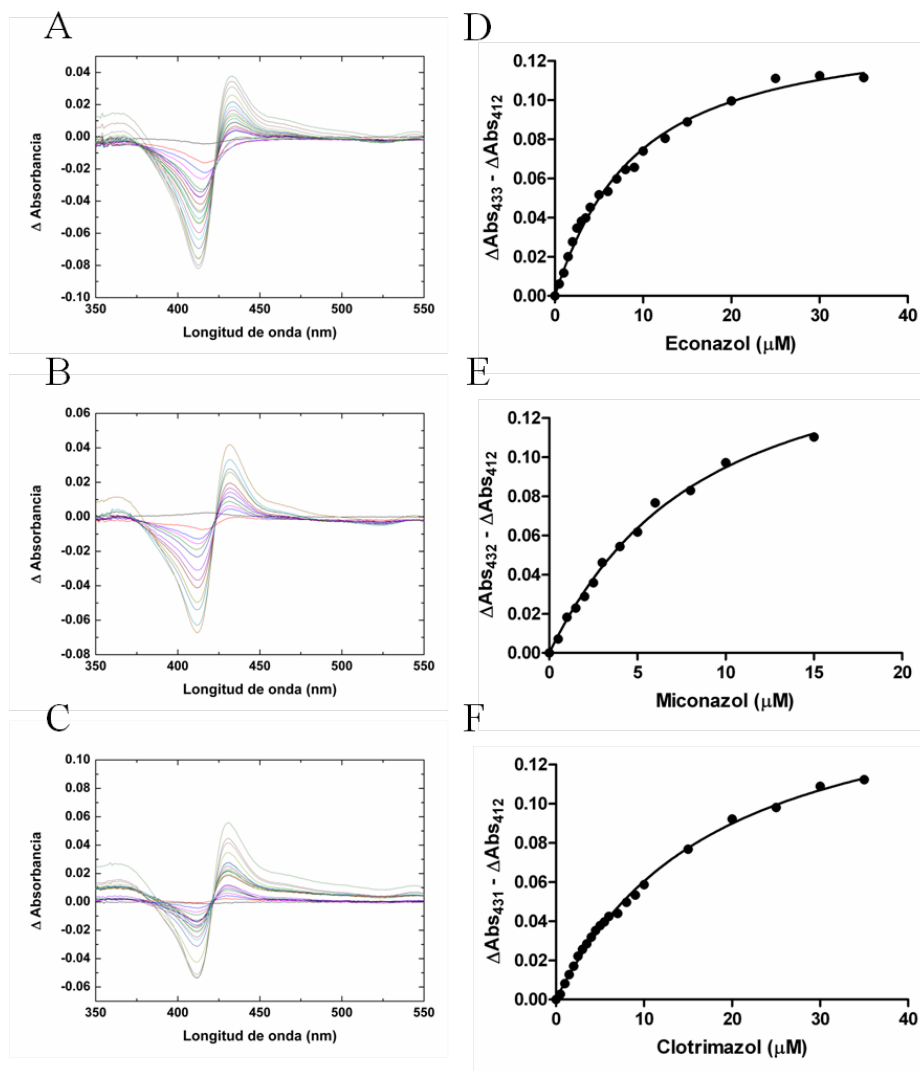 A
0.04
0.02
0.00
-0.02
-0.04
-0.06
-0.08
-0.10
350 400 450 500 550
Δ Absorbancia
Longitud de onda (nm)
D
0.12
0.10
0.08
0.06
0.04
0.02
0.00
0 10 20 30 40
ΔAbs433 - ΔAbs412
Econazol (μM)
B
0.06
0.04
0.02
0.00
-0.02
-0.04
-0.06
-0.08
350 400 450 500 550
Δ Absorbancia
Longitud de onda (nm)
E
0.12
0.10
0.08
0.06
0.04
0.02
0.00
0 5 10 15 20
ΔAbs432 - ΔAbs412
Miconazol (μM)
C
0.10
0.08
0.06
0.04
0.02
0.00
-0.02
-0.04
-0.06
350 400 450 500 550
Δ Absorbancia
Longitud de onda (nm)
F
0.12
0.10
0.08
0.06
0.04
0.02
0.00
0 10 20 30 40
ΔAbs431 - ΔAbs412
Clotrimazol (μM)